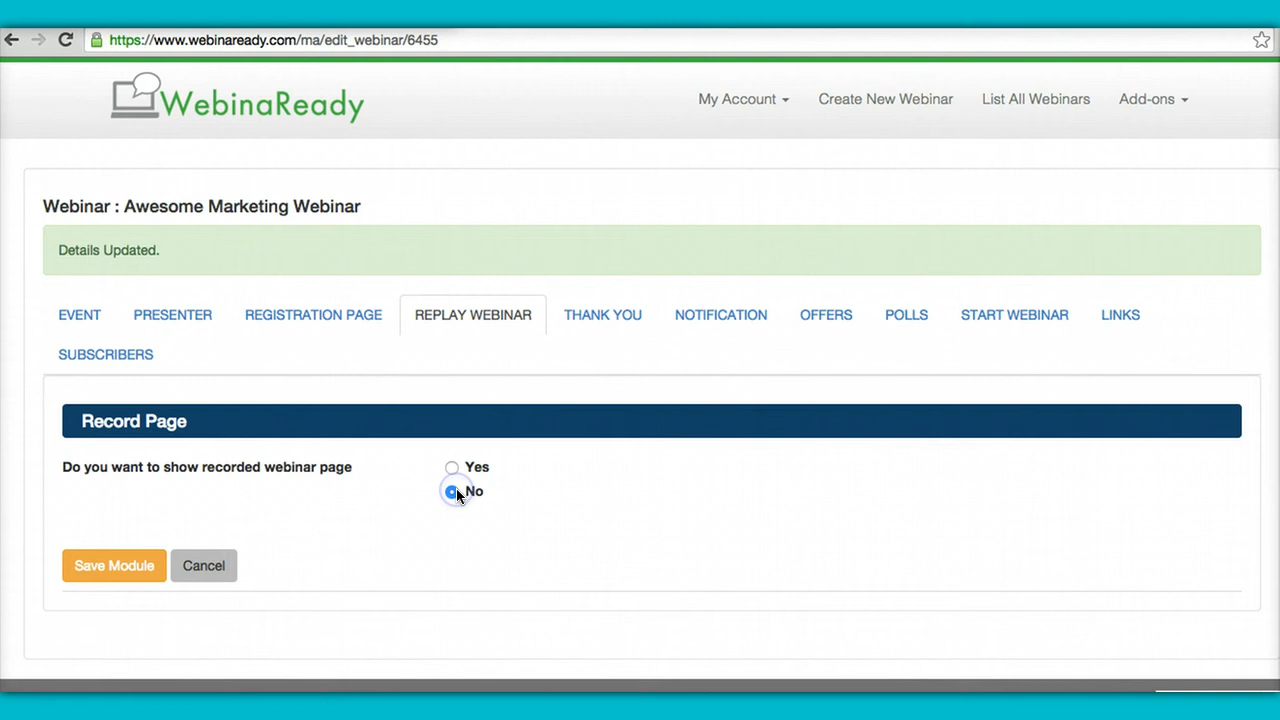 https://www.webinaready.com/ma/edit_webinar/6455
WebinaReady
My Account Create New Webinar List All Webinars Add-ons
Webinar : Awesome Marketing Webinar
Details Updated.
EVENT PRESENTER REGISTRATION PAGE REPLAY WEBINAR THANK YOU NOTIFICATION OFFERS POLLS START WEBINAR LINKS
SUBSCRIBERS
Record Page
Do you want to show recorded webinar page Yes
No
Save Module Cancel